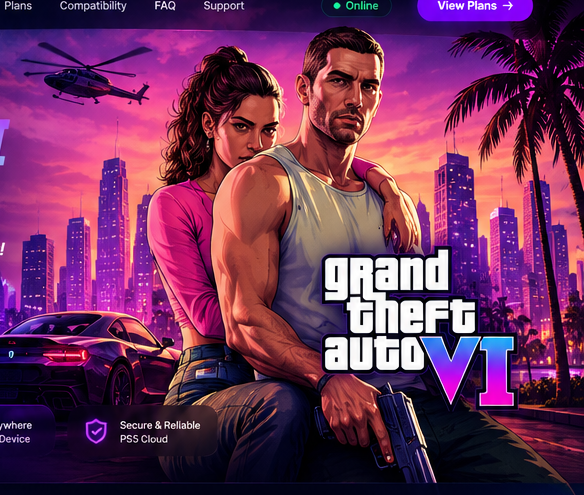 Plans Compatibility FAQ Support Online View Plans →
!
grand
theft
auto VI
ywhere
Device
Secure & Reliable
PS5 Cloud